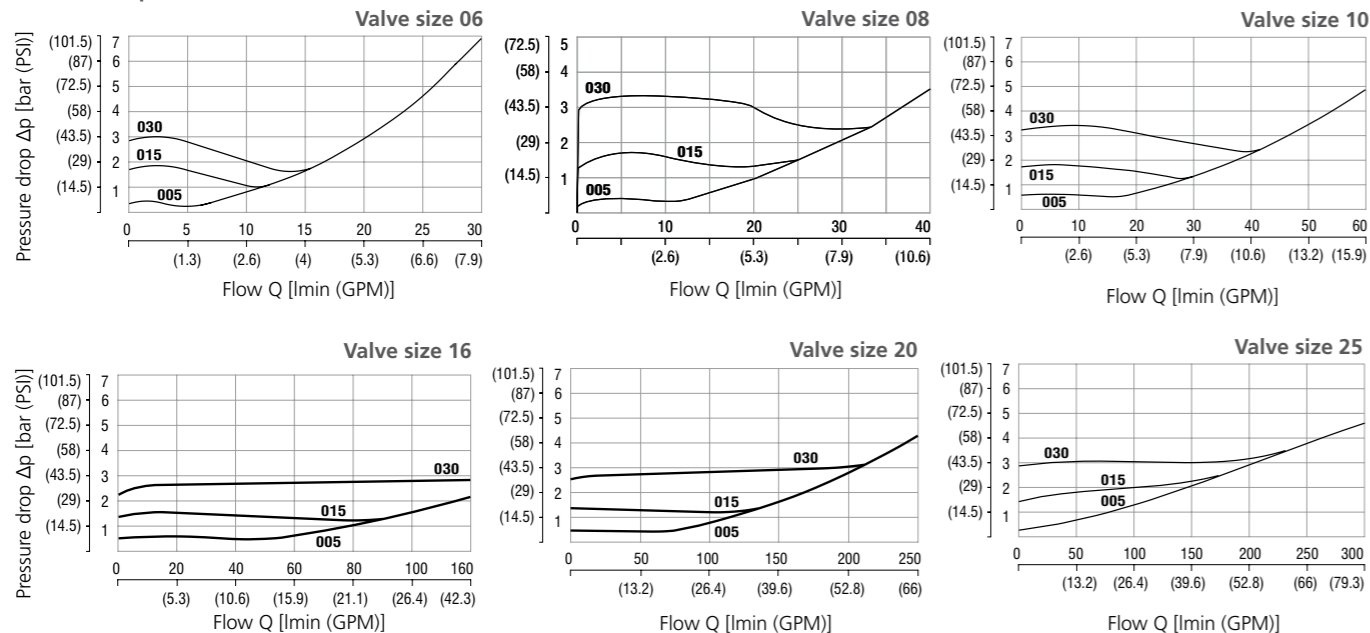 Valve size 06
Pressure drop Δp [bar (PSI)]
(101.5) 7
(87) 6
(72.5) 5
(58) 4
(43.5) 3
(29) 2
(14.5) 1
030
015
005
0 5 10 15 20 25 30
(1.3) (2.6) (4) (5.3) (6.6) (7.9)
Flow Q [lmin (GPM)]
Valve size 08
(72.5) 5
(58) 4
(43.5) 3
(29) 2
(14.5) 1
030
015
005
0 10 20 30 40
(2.6) (5.3) (7.9) (10.6)
Flow Q [lmin (GPM)]
Valve size 10
(101.5) 7
(87) 6
(72.5) 5
(58) 4
(43.5) 3
(29) 2
(14.5) 1
030
015
005
0 10 20 30 40 50 60
(2.6) (5.3) (7.9) (10.6) (13.2) (15.9)
Flow Q [lmin (GPM)]
Valve size 16
Pressure drop Δp [bar (PSI)]
(101.5) 7
(87) 6
(72.5) 5
(58) 4
(43.5) 3
(29) 2
(14.5) 1
030
015
005
0 20 40 60 80 100 160
(5.3) (10.6) (15.9) (21.1) (26.4) (42.3)
Flow Q [lmin (GPM)]
Valve size 20
(101.5) 7
(87) 6
(72.5) 5
(58) 4
(43.5) 3
(29) 2
(14.5) 1
030
015
005
0 50 100 150 200 250
(13.2) (26.4) (39.6) (52.8) (66)
Flow Q [lmin (GPM)]
Valve size 25
(101.5) 7
(87) 6
(72.5) 5
(58) 4
(43.5) 3
(29) 2
(14.5) 1
030
015
005
0 50 100 150 200 250 300
(13.2) (26.4) (39.6) (52.8) (66) (79.3)
Flow Q [lmin (GPM)]